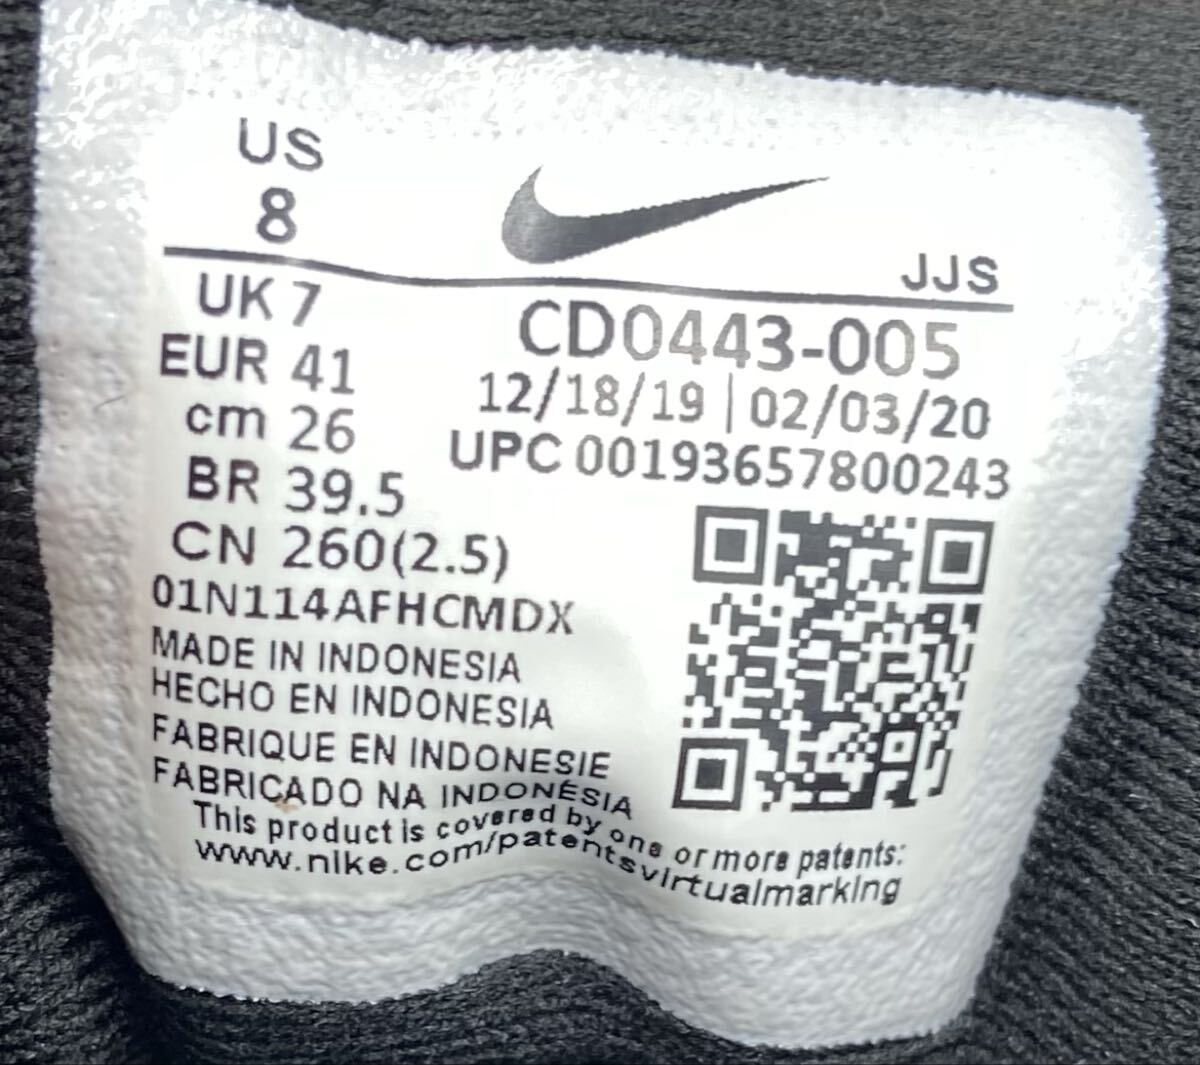 US
8
JJS
UK 7
CD0443-005
EUR 41
12/18/19 | 02/03/20
cm 26
UPC 00193657800243
BR 39.5
CN 260(2.5)
01N114AFHCMDX
MADE IN INDONESIA
HECHO EN INDONESIA
FABRIQUE EN INDONESIE
FABRICADO NA INDONÉSIA
This product is covered by one or more patents:
www.nike.com/patentsvirtualmarking